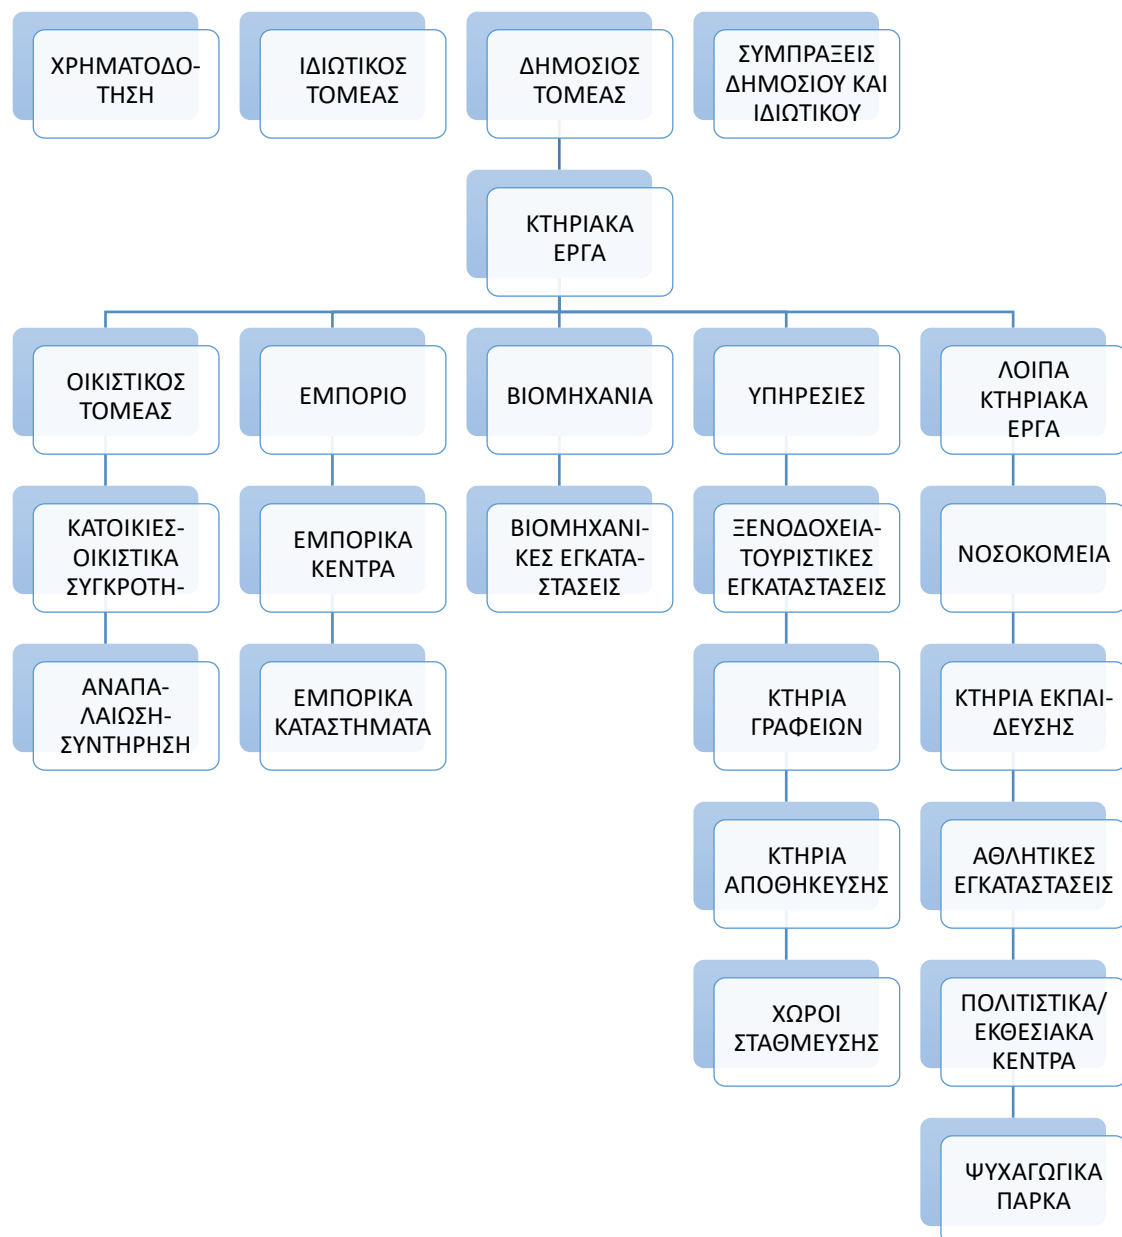 ΧΡΗΜΑΤΟΔΟ-
ΤΗΣΗ
ΙΔΙΩΤΙΚΟΣ
ΤΟΜΕΑΣ
ΔΗΜΟΣΙΟΣ
ΤΟΜΕΑΣ
ΣΥΜΠΡΑΞΕΙΣ
ΔΗΜΟΣΙΟΥ ΚΑΙ
ΙΔΙΩΤΙΚΟΥ
ΚΤΗΡΙΑΚΑ
ΕΡΓΑ
ΟΙΚΙΣΤΙΚΟΣ
ΤΟΜΕΑΣ
ΕΜΠΟΡΙΟ
ΒΙΟΜΗΧΑΝΙΑ
ΥΠΗΡΕΣΙΕΣ
ΛΟΙΠΑ
ΚΤΗΡΙΑΚΑ
ΕΡΓΑ
ΚΑΤΟΙΚΙΕΣ-
ΟΙΚΙΣΤΙΚΑ
ΣΥΓΚΡΟΤΗ-
ΕΜΠΟΡΙΚΑ
ΚΕΝΤΡΑ
ΒΙΟΜΗΧΑΝΙ-
ΚΕΣ ΕΓΚΑΤΑ-
ΣΤΑΣΕΙΣ
ΞΕΝΟΔΟΧΕΙΑ-
ΤΟΥΡΙΣΤΙΚΕΣ
ΕΓΚΑΤΑΣΤΑΣΕΙΣ
ΝΟΣΟΚΟΜΕΙΑ
ΑΝΑΠΑ-
ΛΑΙΩΣΗ-
ΣΥΝΤΗΡΗΣΗ
ΕΜΠΟΡΙΚΑ
ΚΑΤΑΣΤΗΜΑΤΑ
ΚΤΗΡΙΑ
ΓΡΑΦΕΙΩΝ
ΚΤΗΡΙΑ ΕΚΠΑΙ-
ΔΕΥΣΗΣ
ΚΤΗΡΙΑ
ΑΠΟΘΗΚΕΥΣΗΣ
ΑΘΛΗΤΙΚΕΣ
ΕΓΚΑΤΑΣΤΑΣΕΙΣ
ΧΩΡΟΙ
ΣΤΑΘΜΕΥΣΗΣ
ΠΟΛΙΤΙΣΤΙΚΑ/
ΕΚΘΕΣΙΑΚΑ
ΚΕΝΤΡΑ
ΨΥΧΑΓΩΓΙΚΑ
ΠΑΡΚΑ